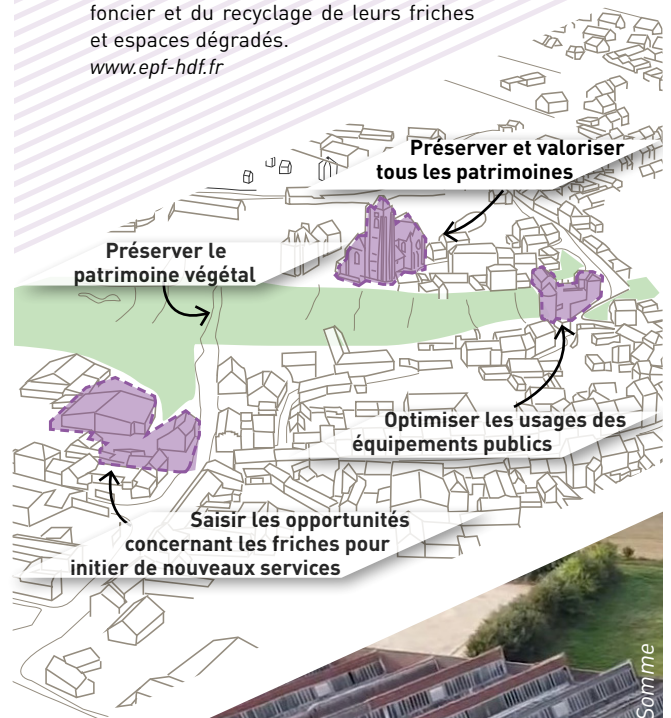 foncier et du recyclage de leurs friches
et espaces dégradés.
www.epf-hdf.fr
Préserver et valoriser
tous les patrimoines
Préserver le
patrimoine végétal
Optimiser les usages des
équipements publics
Saisir les opportunités
concernant les friches pour
initier de nouveaux services
Somme